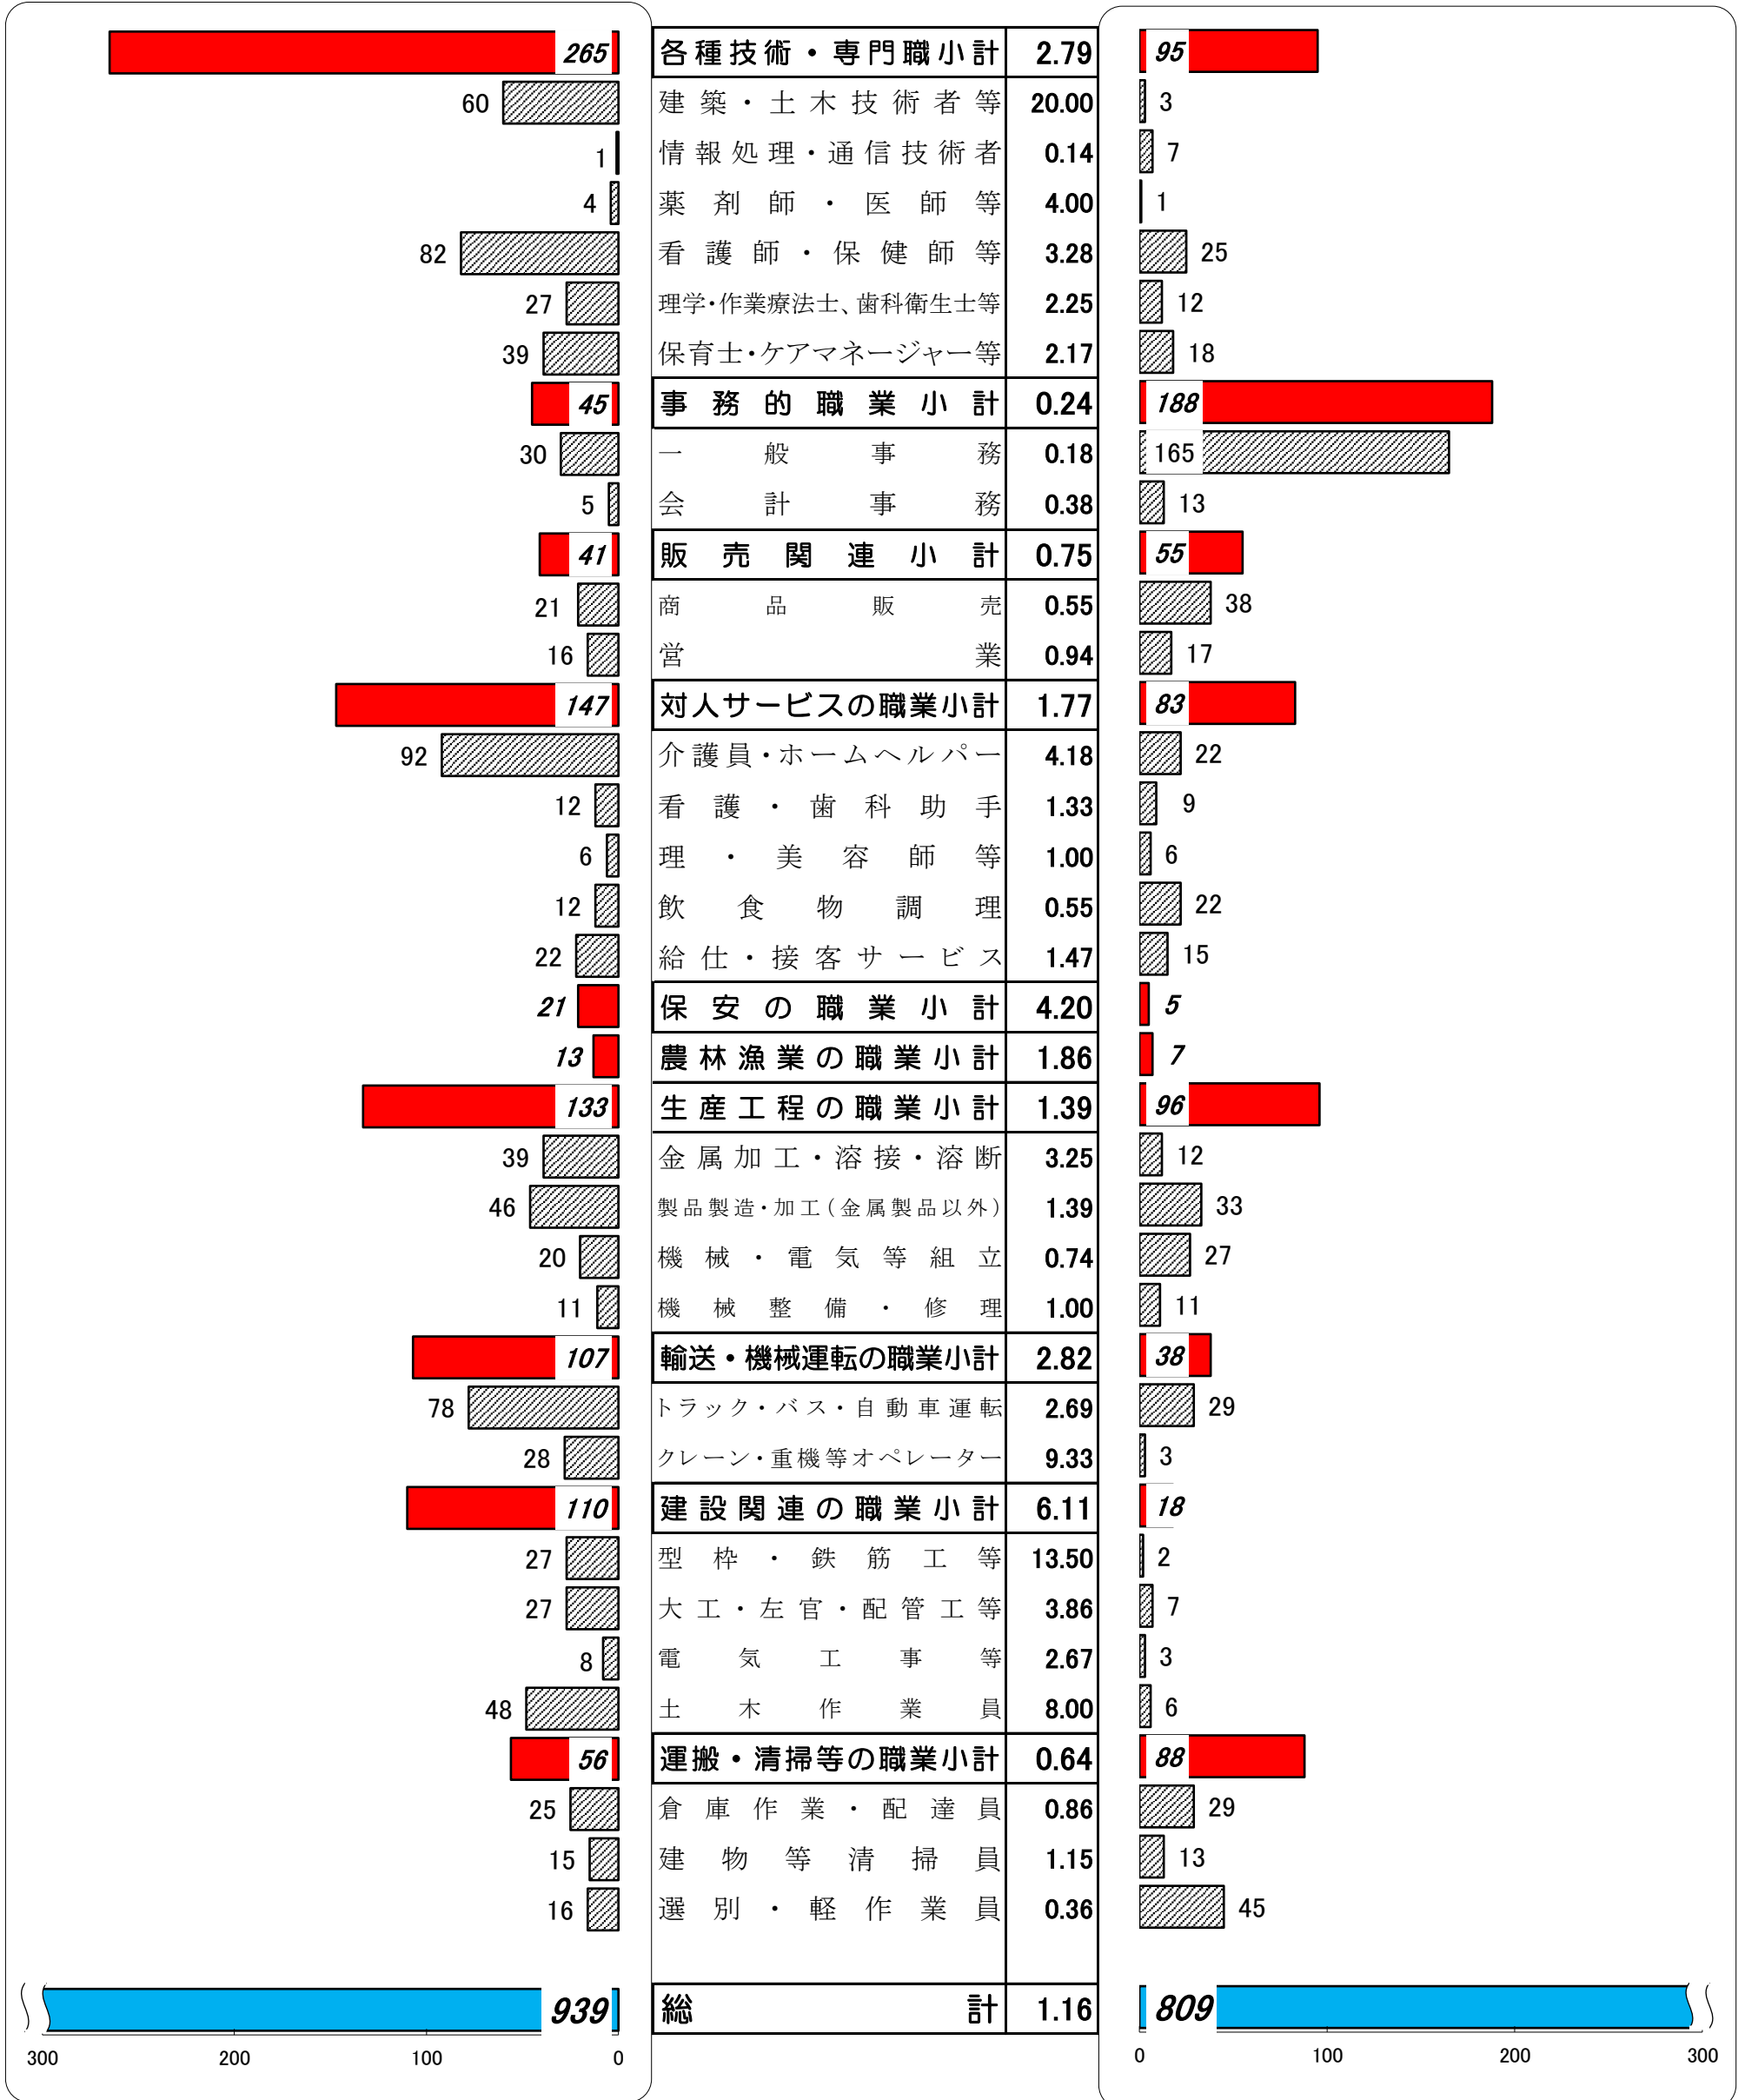 265 各種技術・専門職小計 2.79 95
60 建築・土木技術者等 20.00 3
1 情報処理・通信技術者 0.14 7
4 薬剤師・医師等 4.00 1
82 看護師・保健師等 3.28 25
27 理学・作業療法士、歯科衛生士等 2.25 12
39 保育士・ケアマネージャー等 2.17 18
45 事務的職業小計 0.24 188
30 一般事務 0.18 165
5 会計事務 0.38 13
41 販売関連小計 0.75 55
21 商品販売 0.55 38
16 営業 0.94 17
147 対人サービスの職業小計 1.77 83
92 介護員・ホームヘルパー 4.18 22
12 看護・歯科助手 1.33 9
6 理・美容師等 1.00 6
12 飲食物調理 0.55 22
22 給仕・接客サービス 1.47 15
21 保安の職業小計 4.20 5
13 農林漁業の職業小計 1.86 7
133 生産工程の職業小計 1.39 96
39 金属加工・溶接・溶断 3.25 12
46 製品製造・加工(金属製品以外) 1.39 33
20 機械・電気等組立 0.74 27
11 機械整備・修理 1.00 11
107 輸送・機械運転の職業小計 2.82 38
78 トラック・バス・自動車運転 2.69 29
28 クレーン・重機等オペレーター 9.33 3
110 建設関連の職業小計 6.11 18
27 型枠・鉄筋工等 13.50 2
27 大工・左官・配管工等 3.86 7
8 電気工事等 2.67 3
48 土木作業員 8.00 6
56 運搬・清掃等の職業小計 0.64 88
25 倉庫作業・配達員 0.86 29
15 建物等清掃員 1.15 13
16 選別・軽作業員 0.36 45
939 総計 1.16 809
300 200 100 0 0 100 200 300